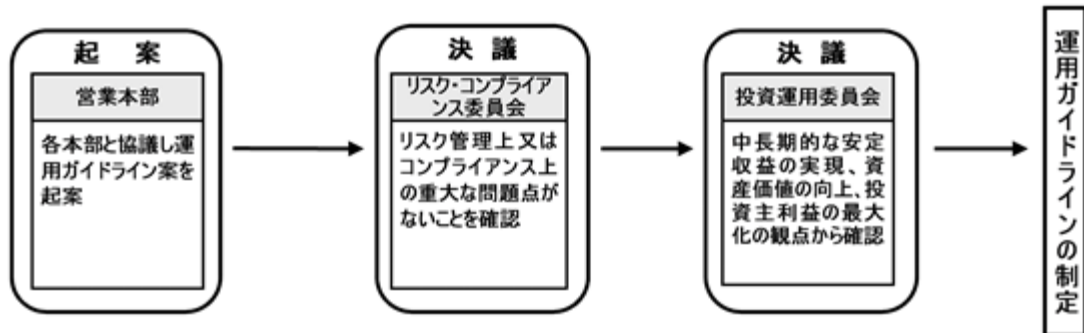 起 案
営業本部
各本部と協議し運
用ガイドライン案を
起案
決 議
リスク・コンプライア
ンス委員会
リスク管理上又は
コンプライアンス上
の重大な問題点が
ないことを確認
決 議
投資運用委員会
中長期的な安定
収益の実現、資
産価値の向上、投
資主利益の最大
化の観点から確認
運用ガイドラインの制定